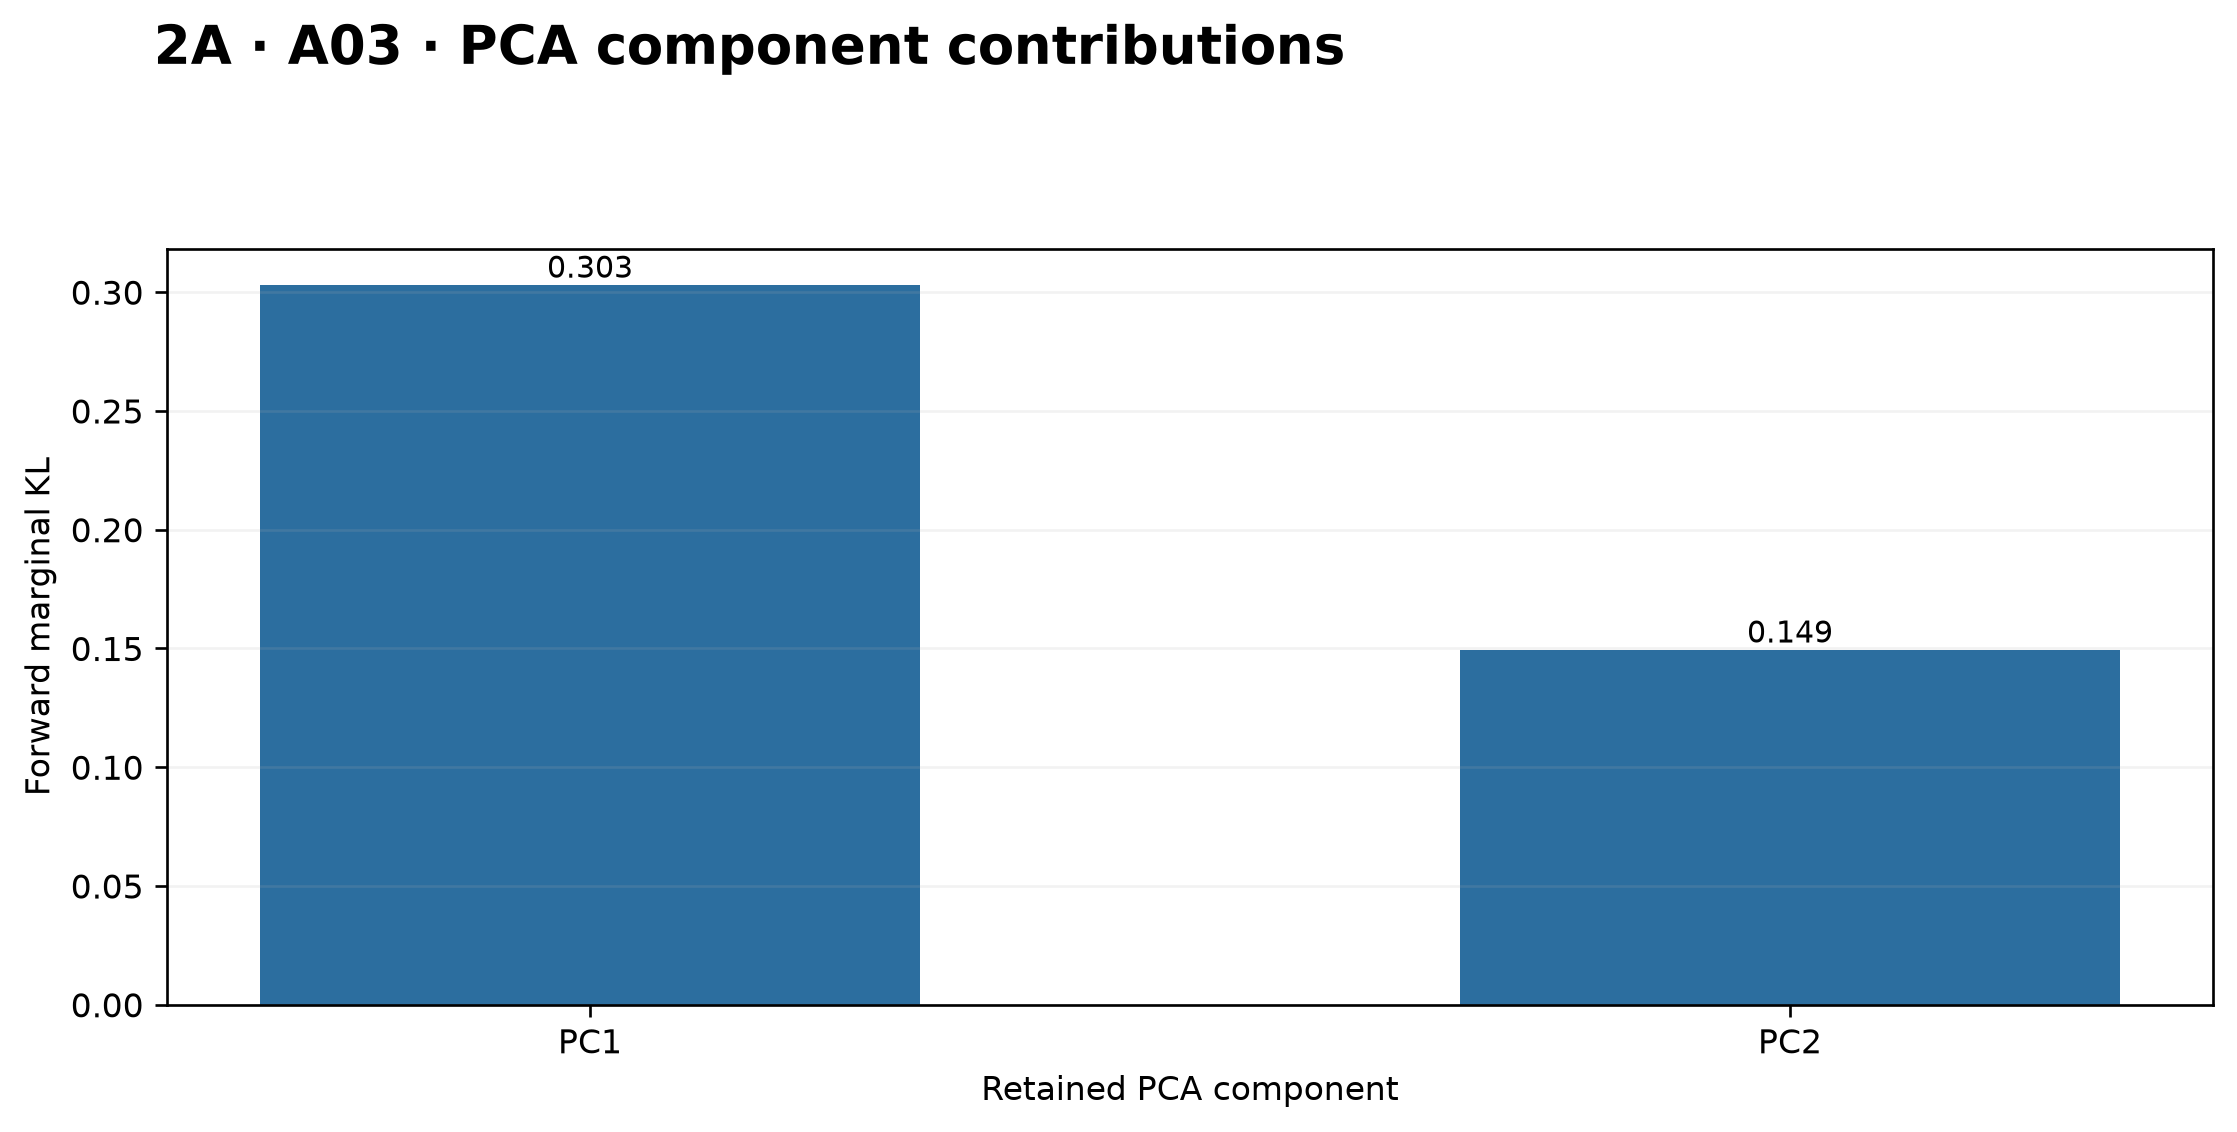 2A · A03 · PCA component contributions
Forward marginal KL
0.30
0.25
0.20
0.15
0.10
0.05
0.00
0.303
0.149
PC1
PC2
Retained PCA component